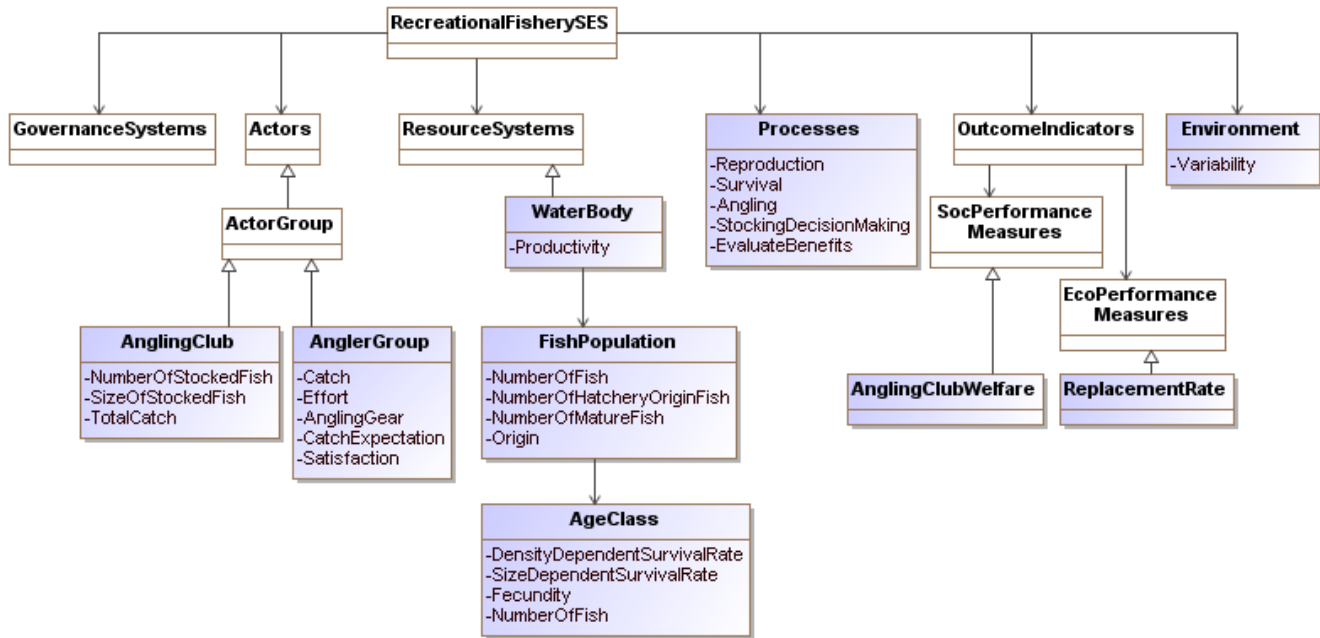 RecreationalFisherySES
GovernanceSystems
Actors
ResourceSystems
Processes
-Reproduction
-Survival
-Angling
-StockingDecisionMaking
-EvaluateBenefits
OutcomeIndicators
Environment
-Variability
ActorGroup
WaterBody
-Productivity
SocPerformance
Measures
EcoPerformance
Measures
AnglingClub
-NumberOfStockedFish
-SizeOfStockedFish
-TotalCatch
AnglerGroup
-Catch
-Effort
-AnglingGear
-CatchExpectation
-Satisfaction
FishPopulation
-NumberOfFish
-NumberOfHatcheryOriginFish
-NumberOfMatureFish
-Origin
AnglingClubWelfare
ReplacementRate
AgeClass
-DensityDependentSurvivalRate
-SizeDependentSurvivalRate
-Fecundity
-NumberOfFish